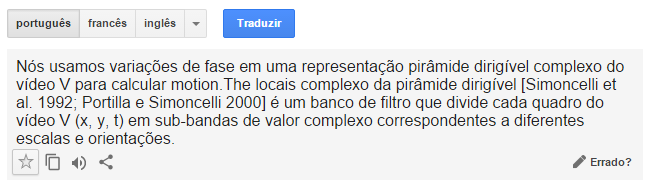 português francês inglês Traduzir
Nós usamos variações de fase em uma representação pirâmide dirigível complexo do
vídeo V para calcular motion.The locais complexo da pirâmide dirigível [Simoncelli et
al. 1992; Portilla e Simoncelli 2000] é um banco de filtro que divide cada quadro do
vídeo V (x, y, t) em sub-bandas de valor complexo correspondentes a diferentes
escalas e orientações.
Errado?